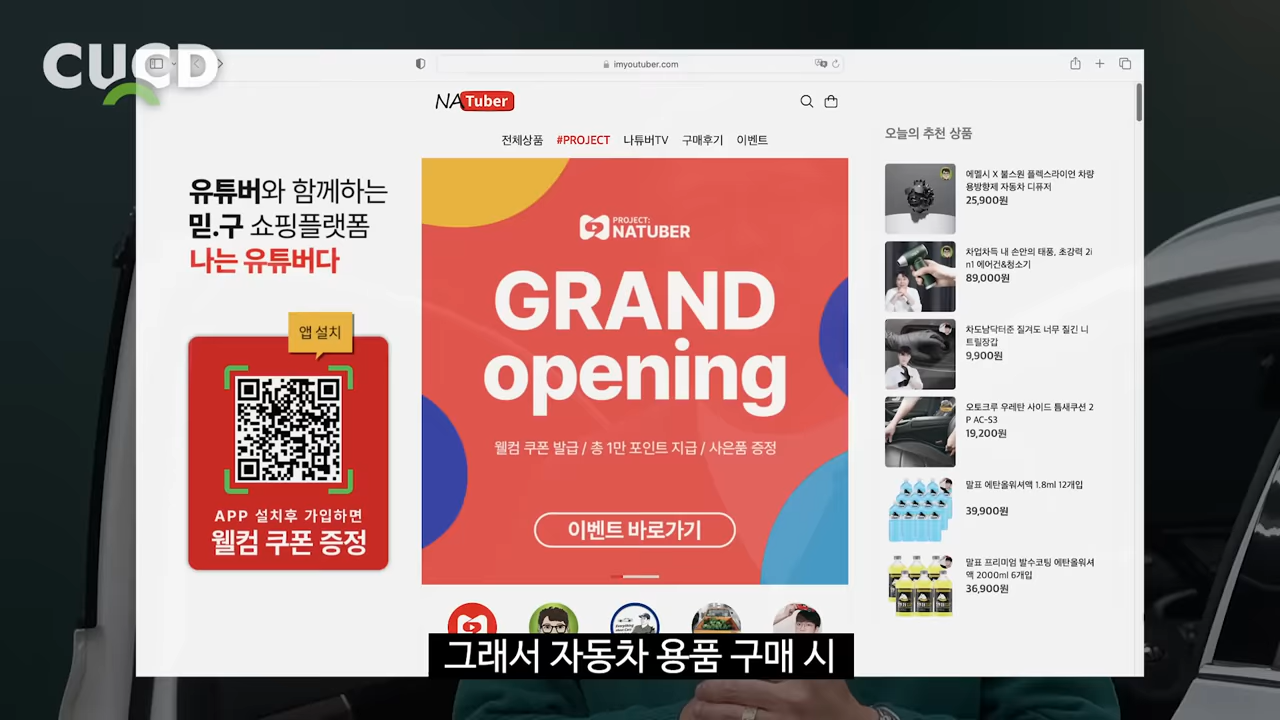 CUCD
imyoutuber.com
NATuber
전체상품 #PROJECT 나튜버TV 구매후기 이벤트
유튜버와 함께하는
믿.구 쇼핑플랫폼
나는 유튜버다
앱 설치
APP 설치후 가입하면
웰컴 쿠폰 증정
PROJECT:
NATUBER
GRAND
opening
웰컴 쿠폰 발급 / 총 1만 포인트 지급 / 사은품 증정
이벤트 바로가기
오늘의 추천 상품
에멜시 X 불스원 플렉스라이언 차량
용방향제 자동차 디퓨저
25,900원
차업차득 내 손안의 태풍, 초강력 2i
n1 에어건&청소기
89,000원
차도남닥터준 질겨도 너무 질긴 니
트릴장갑
9,900원
오토크루 우레탄 사이드 틈새쿠션 2
P AC-S3
19,200원
말표 에탄올워셔액 1.8ml 12개입
39,900원
말표 프리미엄 발수코팅 에탄올워셔
액 2000ml 6개입
36,900원
그래서 자동차 용품 구매 시